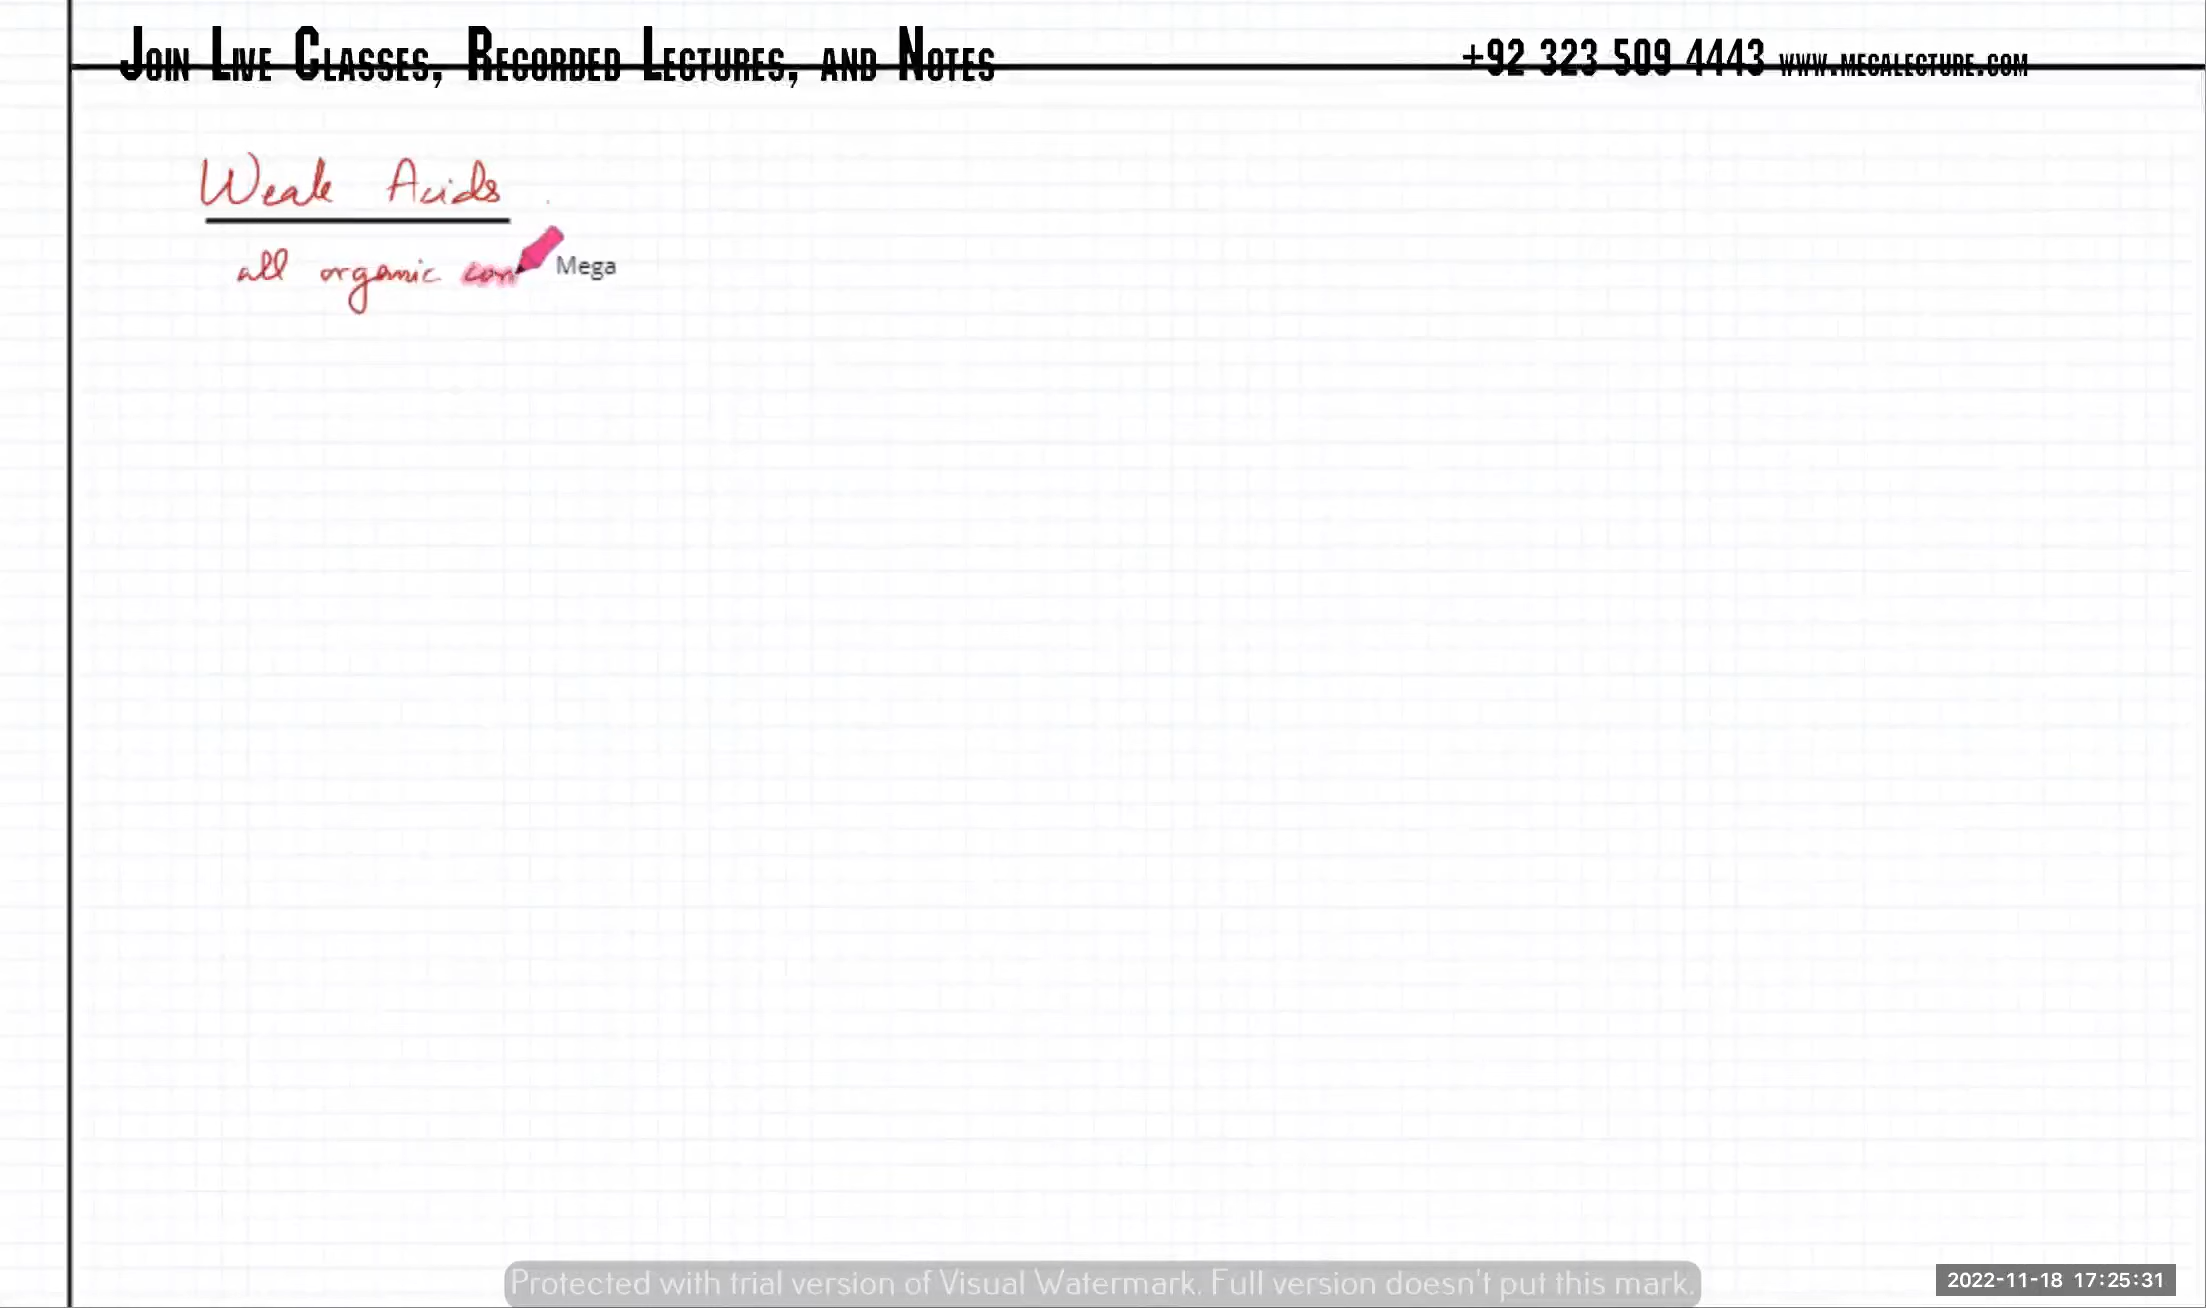 JOIN LIVE CLASSES, RECORDED LECTURES, AND NOTES
+92 323 509 4443 WWW.MEGALECTURE.COM
Weak Acids
all organic com
Mega
Protected with trial version of Visual Watermark. Full version doesn't put this mark.
2022-11-18 17:25:31